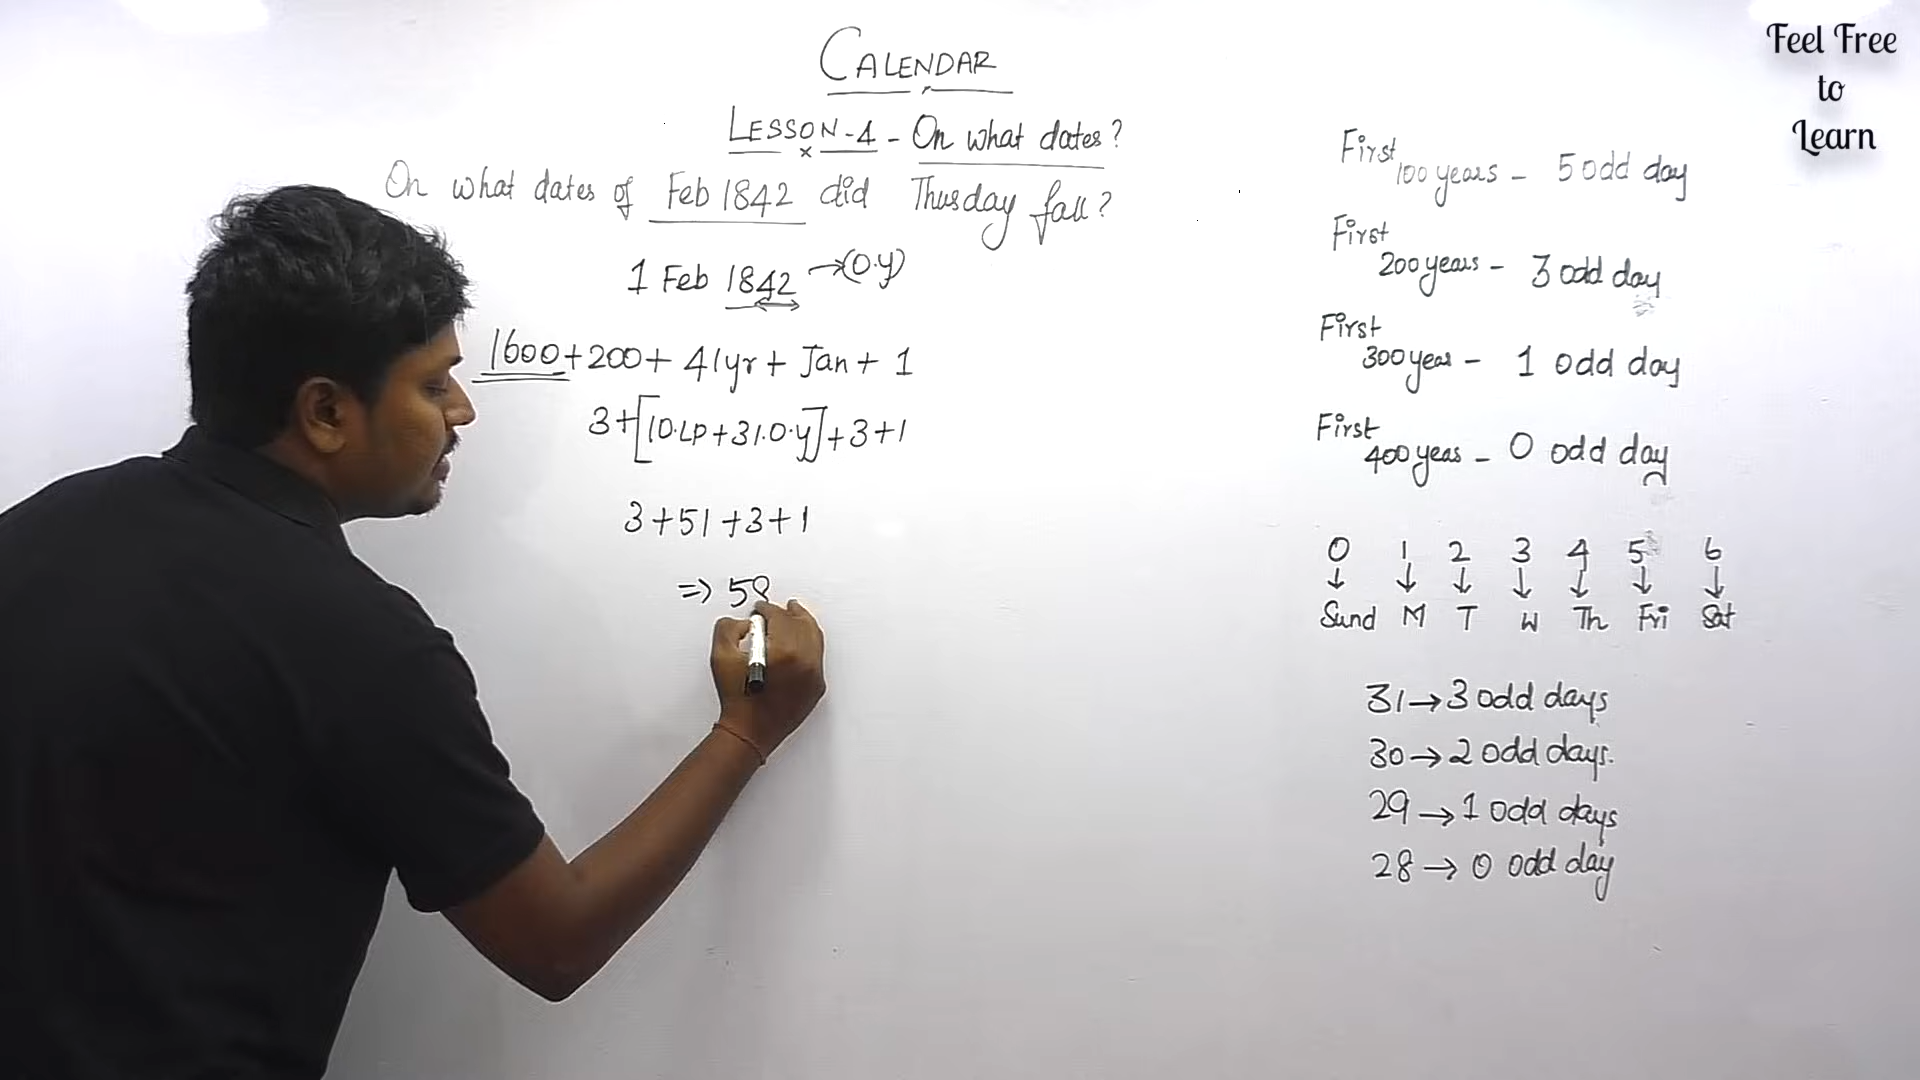 CALENDAR
LESSON-4 - On what dates?
On what dates of Feb 1842 did Thusday fall?
1 Feb 1842 →(O.y)
1600+200+ 41yr + Jan + 1
3+[10.LP+31.O.y]+3+1
3+51+3+1
=> 58
Feel Free
to
Learn
First
100 years - 5 odd day
First
200 years - 3 odd day
First
300 year - 1 odd day
First
400 yeas - 0 odd day
0 1 2 3 4 5 6
↓ ↓ ↓ ↓ ↓ ↓ ↓
Sund M T W Th Fri Sat
31→3 odd days
30→2 odd days.
29→1 odd days
28→0 odd day